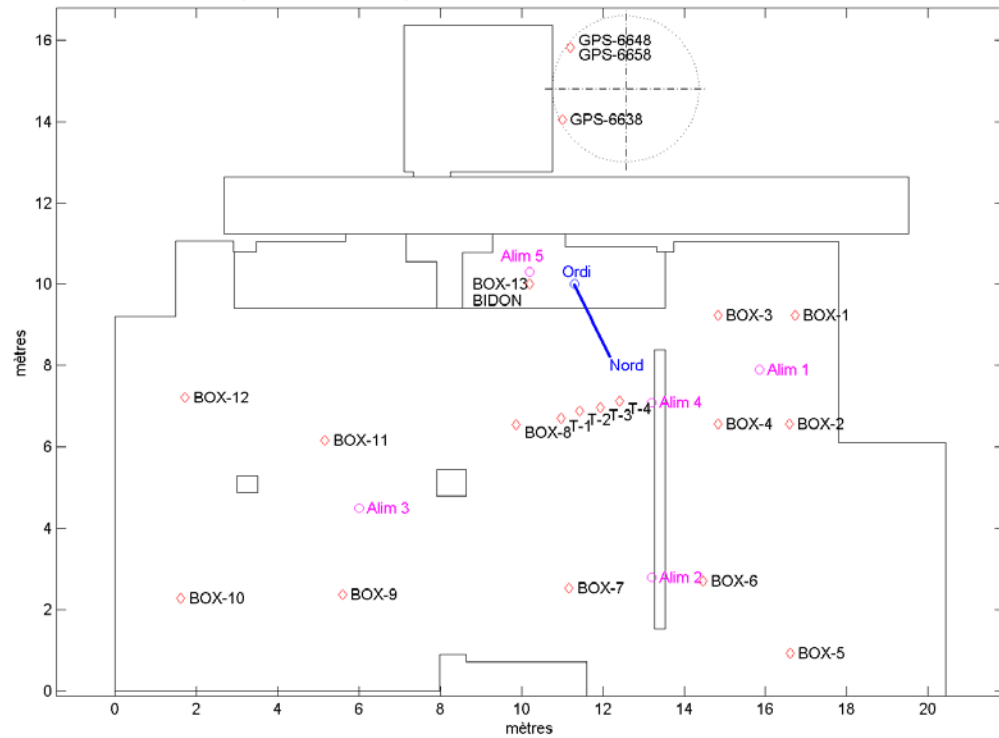 16
14
12
10
8
6
4
2
0
mètres
GPS-6648
GPS-6658
GPS-6638
Alim 5
BOX-13
BIDON
Ordi
Nord
BOX-3
BOX-1
Alim 1
BOX-12
BOX-11
BOX-8
T-1
T-2
T-3
T-4
Alim 4
BOX-4
BOX-2
Alim 3
Alim 2
BOX-6
BOX-10
BOX-9
BOX-7
BOX-5
0 2 4 6 8 10 12 14 16 18 20
mètres